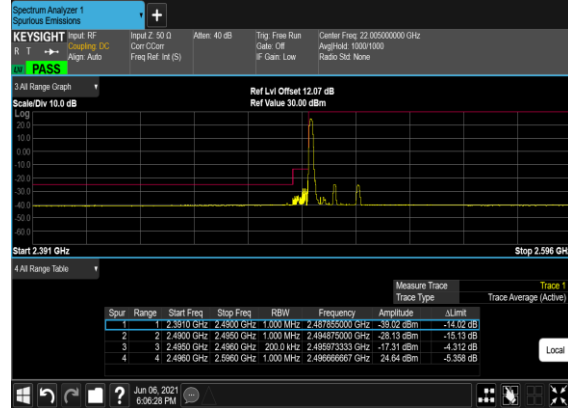 Spectrum Analyzer 1
Spurious Emissions
KEYSIGHT Input: RF Input Z: 50 Ω Atten: 40 dB Trig: Free Run Center Freq: 22.005000000 GHz
R T Coupling: DC Corr CCorr Gate: Off Avg|Hold: 1000/1000
Align: Auto Freq Ref: Int (S) IF Gain: Low Radio Std: None
PASS
3 All Range Graph
Ref Lvl Offset 12.07 dB
Scale/Div 10.0 dB Ref Value 30.00 dBm
Log
20.0
10.0
0.00
-10.0
-20.0
-30.0
-40.0
-50.0
-60.0
Start 2.391 GHz Stop 2.596 GHz
4 All Range Table
Measure Trace Trace 1
Trace Type Trace Average (Active)
Spur Range Start Freq Stop Freq RBW Frequency Amplitude ΔLimit
1 1 2.3910 GHz 2.4900 GHz 1.000 MHz 2.487855000 GHz -39.02 dBm -14.02 dB
2 2 2.4900 GHz 2.4950 GHz 1.000 MHz 2.494875000 GHz -28.13 dBm -15.13 dB
3 3 2.4950 GHz 2.4960 GHz 200.0 kHz 2.495973333 GHz -17.31 dBm -4.312 dB
4 4 2.4960 GHz 2.5960 GHz 1.000 MHz 2.496666667 GHz 24.64 dBm -5.358 dB
Local
Jun 06, 2021
6:06:28 PM